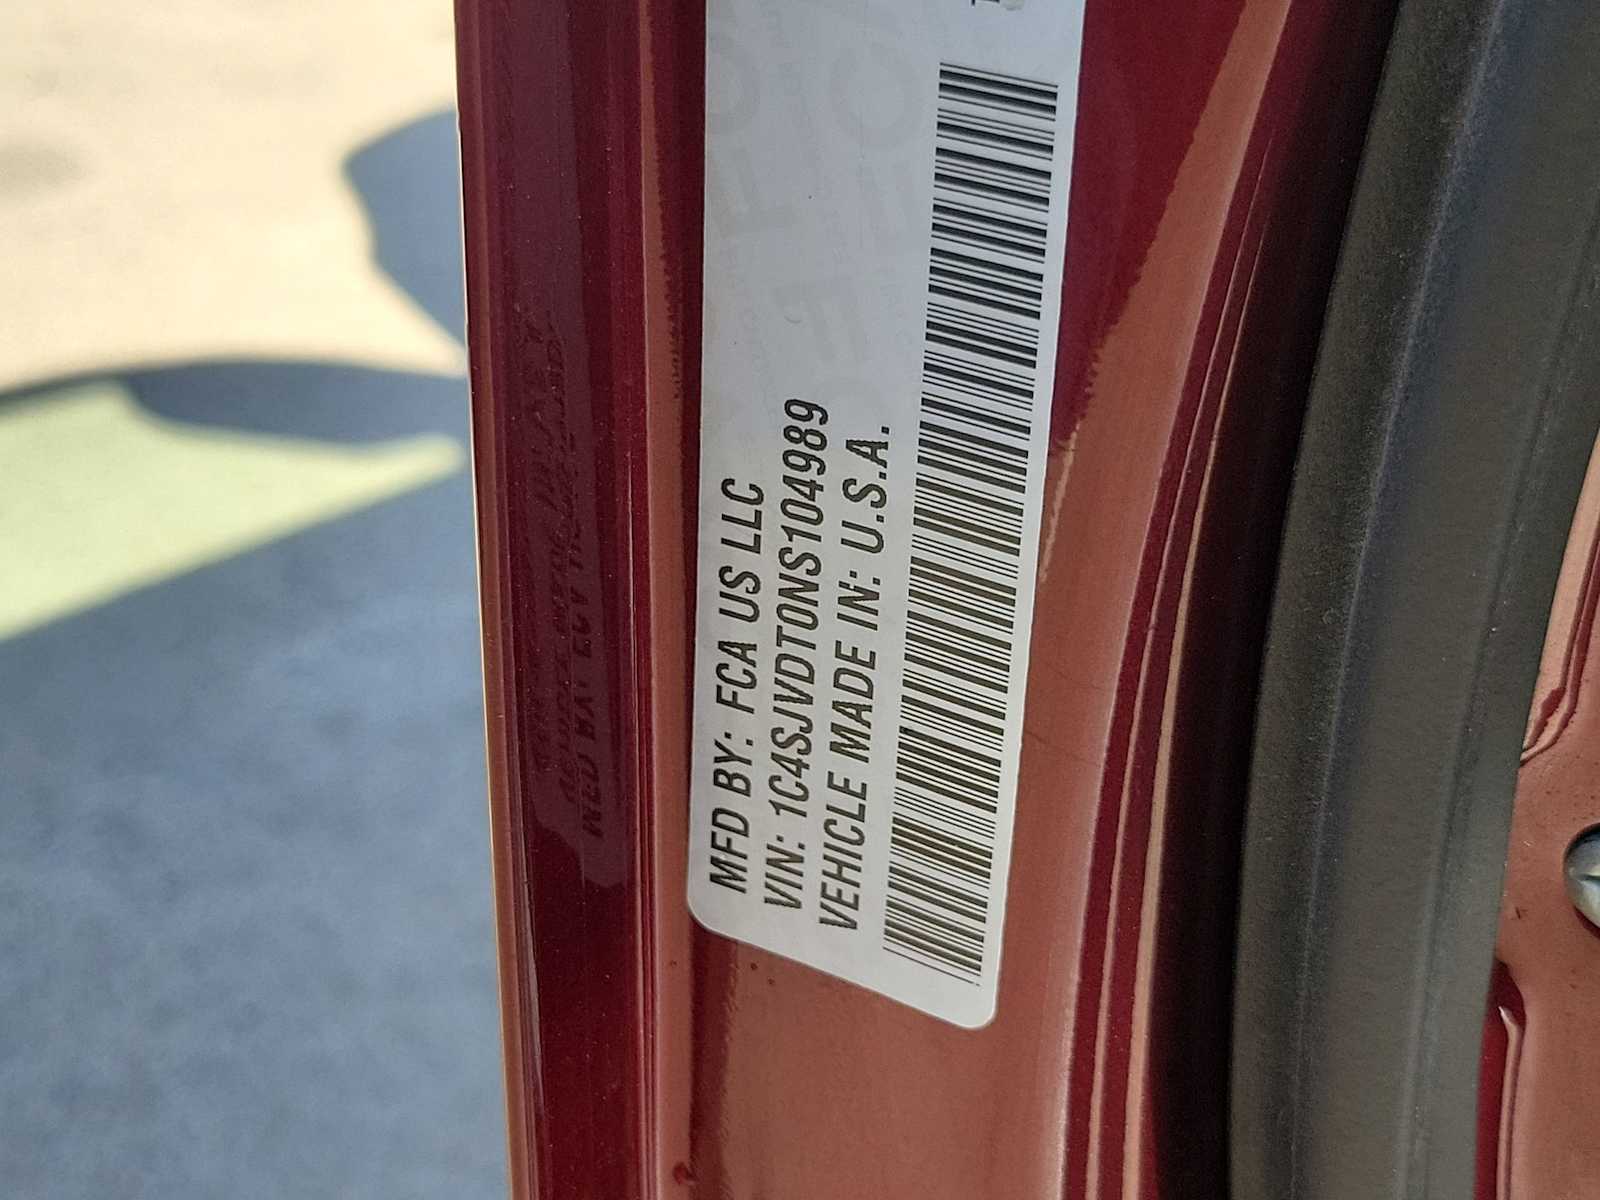 MFD BY: FCA US LLC
VIN: 1C4SJVDT0NS104989
VEHICLE MADE IN: U.S.A.